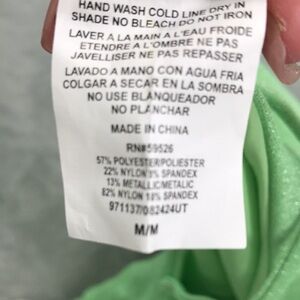 HAND WASH COLD LINE DRY IN
SHADE NO BLEACH DO NOT IRON
LAVER A LA MAIN A L'EAU FROIDE
ETENDRE A L'OMBRE NE PAS
JAVELLISER NE PAS REPASSER
LAVADO A MANO CON AGUA FRIA
COLGAR A SECAR EN LA SOMBRA
NO USE BLANQUEADOR
NO PLANCHAR
MADE IN CHINA
RN#59526
57% POLYESTER/POLIESTER
22% NYLON 8% SPANDEX
13% METALLIC/METALIC
82% NYLON 18% SPANDEX
971137/082424UT
M/M